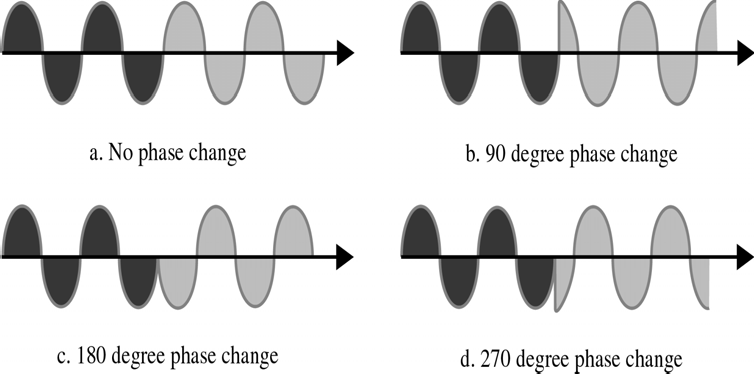 a. No phase change
b. 90 degree phase change
c. 180 degree phase change
d. 270 degree phase change